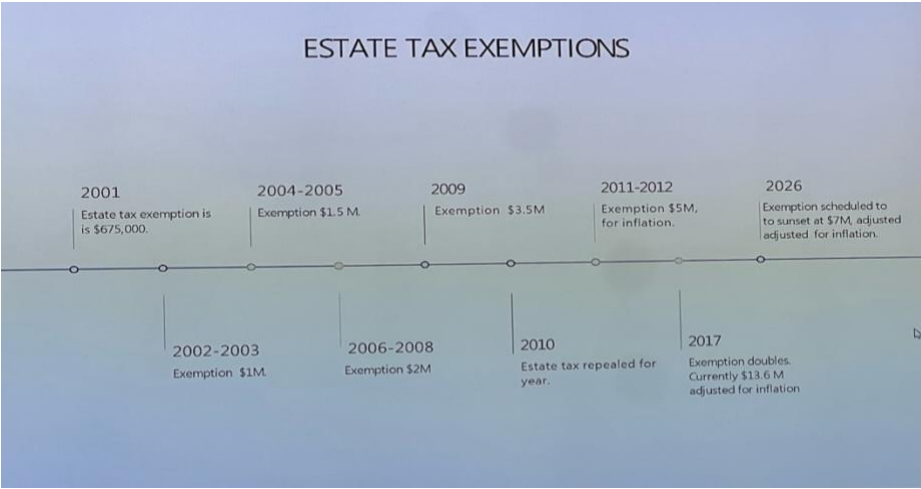 ESTATE TAX EXEMPTIONS
2001
Estate tax exemption is
is $675,000.
2004-2005
Exemption $1.5 M.
2009
Exemption $3.5M
2011-2012
Exemption $5M,
for inflation.
2026
Exemption scheduled to
to sunset at $7M, adjusted
adjusted for inflation.
2002-2003
Exemption $1M.
2006-2008
Exemption $2M
2010
Estate tax repealed for
year.
2017
Exemption doubles.
Currently $13.6 M
adjusted for inflation